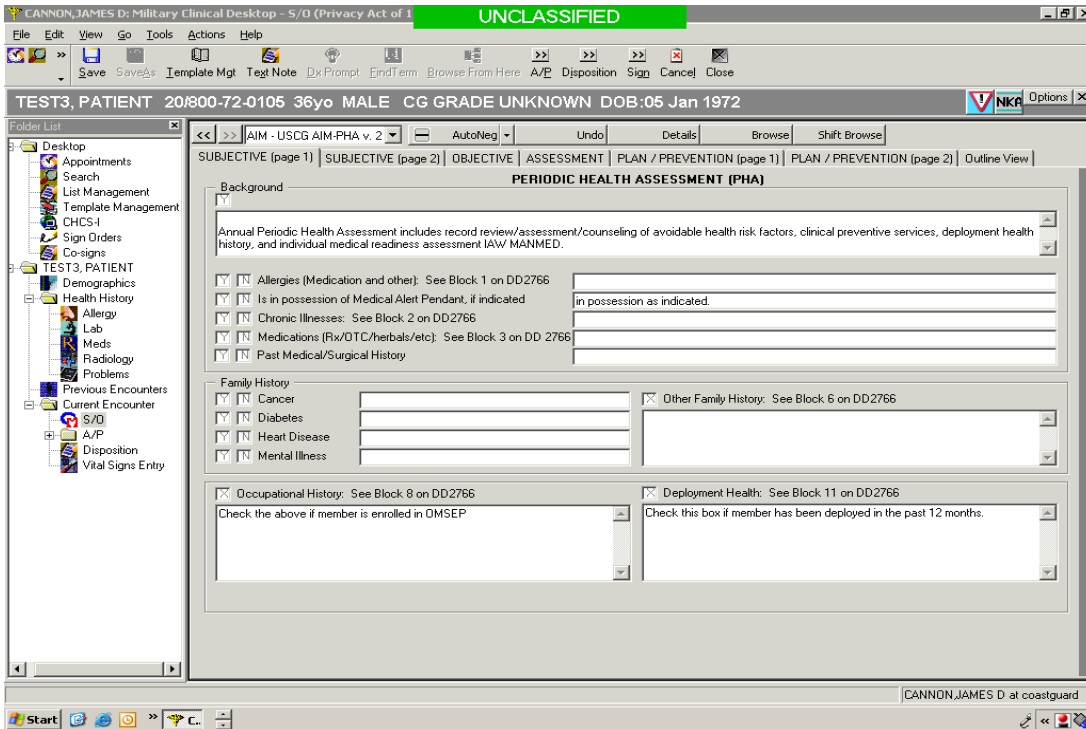 CANNON,JAMES D: Military Clinical Desktop - S/O (Privacy Act of 1
UNCLASSIFIED
File Edit View Go Tools Actions Help
Save SaveAs Template Mgt Text Note Dx Prompt FindTerm Browse From Here A/P Disposition Sign Cancel Close
TEST3, PATIENT 20/800-72-0105 36yo MALE CG GRADE UNKNOWN DOB:05 Jan 1972
NKA Options X
Folder List
Desktop
Appointments
Search
List Management
Template Management
CHCS-I
Sign Orders
Co-signs
TEST3, PATIENT
Demographics
Health History
Allergy
Lab
Meds
Radiology
Problems
Previous Encounters
Current Encounter
S/O
A/P
Disposition
Vital Signs Entry
<< >> AIM - USCG AIM-PHA v. 2 AutoNeg Undo Details Browse Shift Browse
SUBJECTIVE (page 1) SUBJECTIVE (page 2) OBJECTIVE ASSESSMENT PLAN / PREVENTION (page 1) PLAN / PREVENTION (page 2) Outline View
PERIODIC HEALTH ASSESSMENT (PHA)
Background
Y
Annual Periodic Health Assessment includes record review/assessment/counseling of avoidable health risk factors, clinical preventive services, deployment health
history, and individual medical readiness assessment IAW MANMED.
Y N Allergies (Medication and other): See Block 1 on DD2766
Y N Is in possession of Medical Alert Pendant, if indicated in possession as indicated.
Y N Chronic Illnesses: See Block 2 on DD2766
Y N Medications (Rx/OTC/herbals/etc): See Block 3 on DD 2766
Y N Past Medical/Surgical History
Family History
Y N Cancer
Y N Diabetes
Y N Heart Disease
Y N Mental Illness
X Other Family History: See Block 6 on DD2766
X Occupational History: See Block 8 on DD2766
Check the above if member is enrolled in OMSEP
X Deployment Health: See Block 11 on DD2766
Check this box if member has been deployed in the past 12 months.
CANNON,JAMES D at coastguard
Start » C.. «